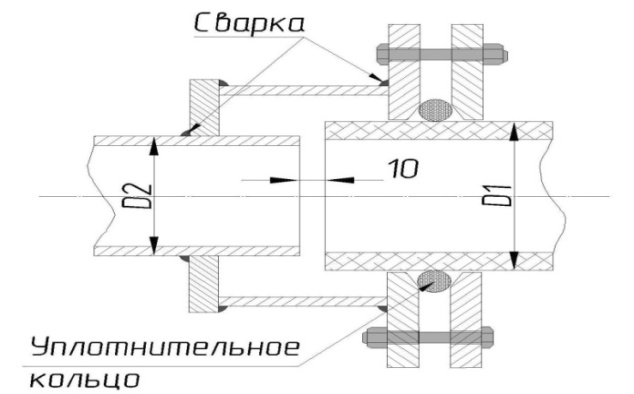 Сварка
D2
10
D1
Уплотнительное
кольцо